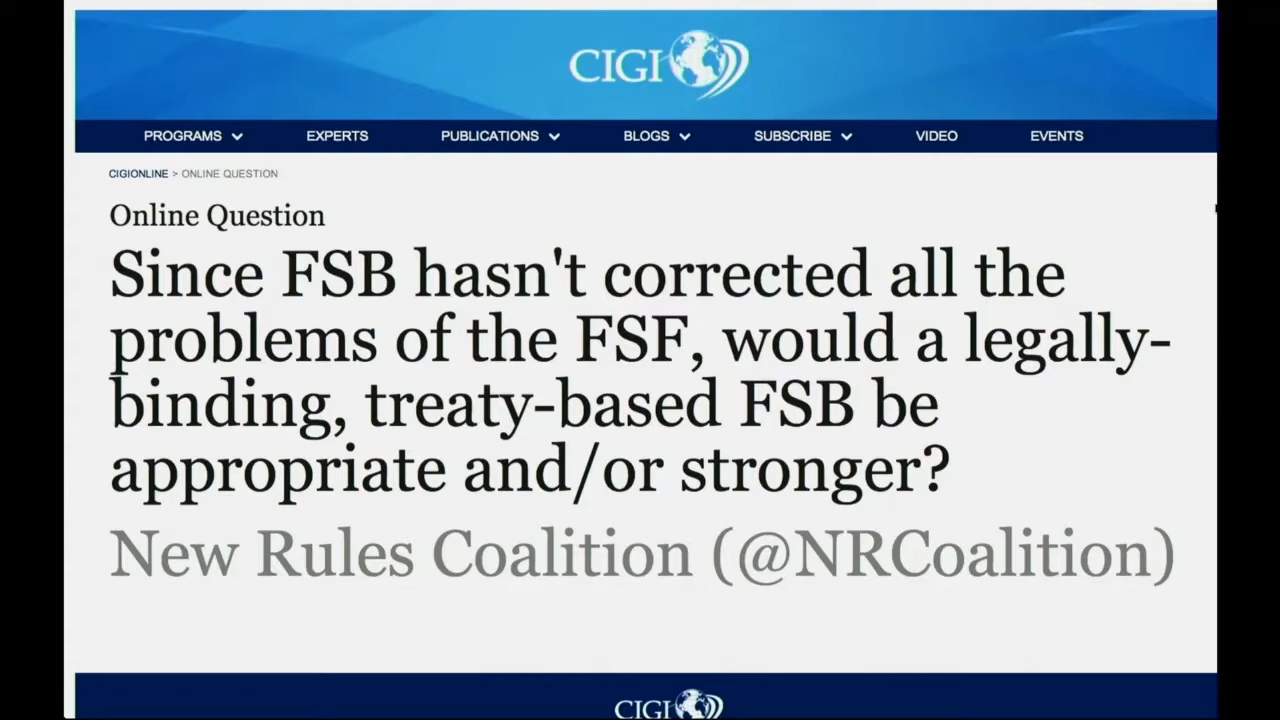 CIGI
PROGRAMS EXPERTS PUBLICATIONS BLOGS SUBSCRIBE VIDEO EVENTS
CIGIONLINE > ONLINE QUESTION
Online Question
Since FSB hasn't corrected all the
problems of the FSF, would a legally-
binding, treaty-based FSB be
appropriate and/or stronger?
New Rules Coalition (@NRCoalition)
CIGI